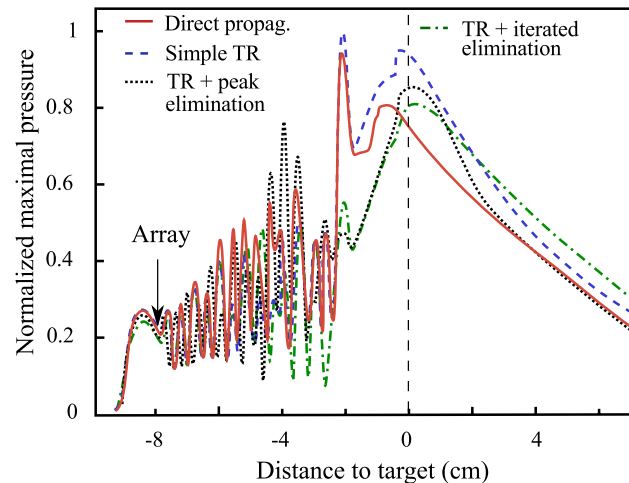 Direct propag.
Simple TR
TR + peak
elimination
TR + iterated
elimination
Array
Normalized maximal pressure
1
0.8
0.6
0.4
0.2
0
-8
-4
0
4
Distance to target (cm)